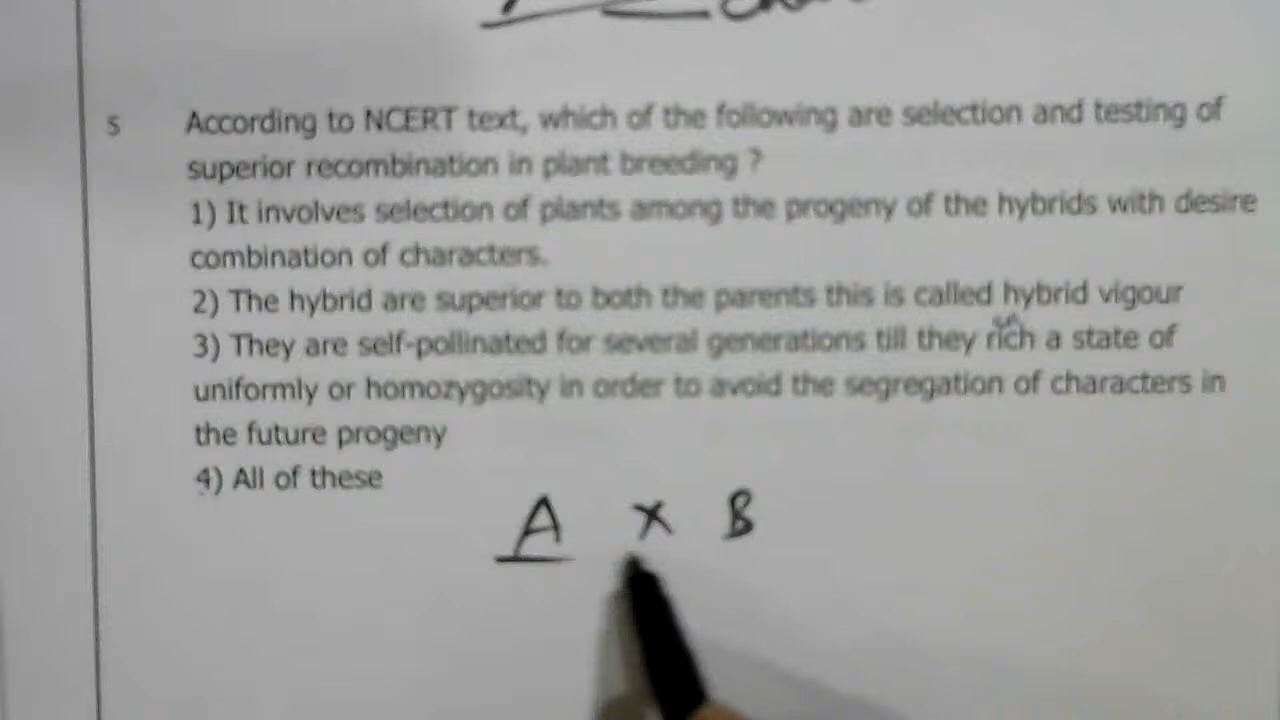 5 According to NCERT text, which of the following are selection and testing of
superior recombination in plant breeding ?
1) It involves selection of plants among the progeny of the hybrids with desire
combination of characters.
2) The hybrid are superior to both the parents this is called hybrid vigour
3) They are self-pollinated for several generations till they rich a state of
uniformly or homozygosity in order to avoid the segregation of characters in
the future progeny
4) All of these
A × B